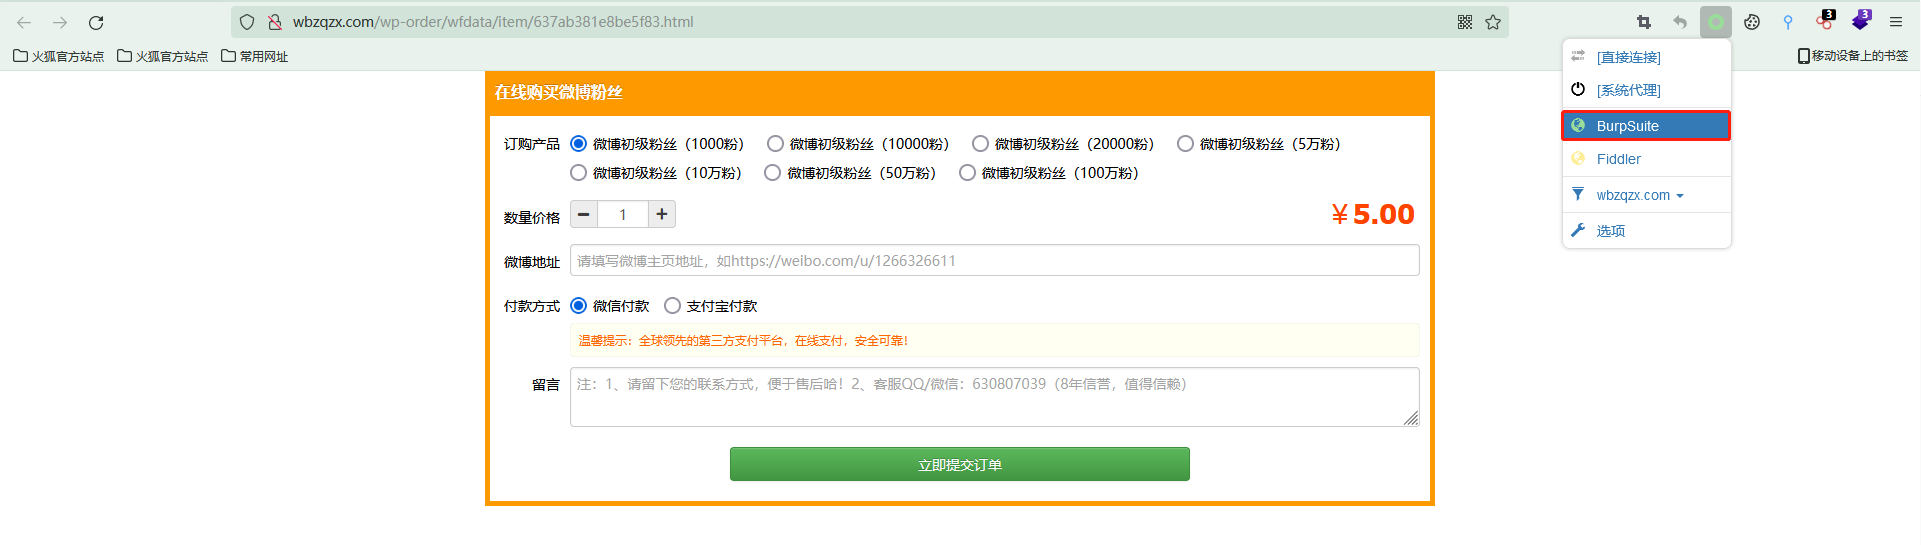 wbzqzx.com/wp-order/wfdata/item/637ab381e8be5f83.html
3
3
火狐官方站点
火狐官方站点
常用网址
移动设备上的书签
[直接连接]
[系统代理]
BurpSuite
Fiddler
wbzqzx.com
选项
在线购买微博粉丝
订购产品 微博初级粉丝（1000粉） 微博初级粉丝（10000粉） 微博初级粉丝（20000粉） 微博初级粉丝（5万粉）
微博初级粉丝（10万粉） 微博初级粉丝（50万粉） 微博初级粉丝（100万粉）
数量价格 1 ￥5.00
微博地址 请填写微博主页地址，如https://weibo.com/u/1266326611
付款方式 微信付款 支付宝付款
温馨提示：全球领先的第三方支付平台，在线支付，安全可靠！
留言 注：1、请留下您的联系方式，便于售后哈！2、客服QQ/微信：630807039（8年信誉，值得信赖）
立即提交订单